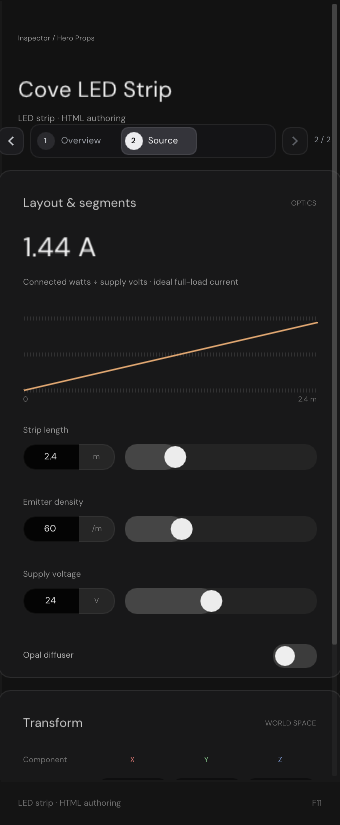 Inspector / Hero Props
Cove LED Strip
LED strip · HTML authoring
1 Overview 2 Source 2 / 2
Layout & segments OPTICS
1.44 A
Connected watts ÷ supply volts · ideal full-load current
0 2.4 m
Strip length
2.4 m
Emitter density
60 /m
Supply voltage
24 V
Opal diffuser
Transform WORLD SPACE
Component X Y Z
LED strip · HTML authoring F11